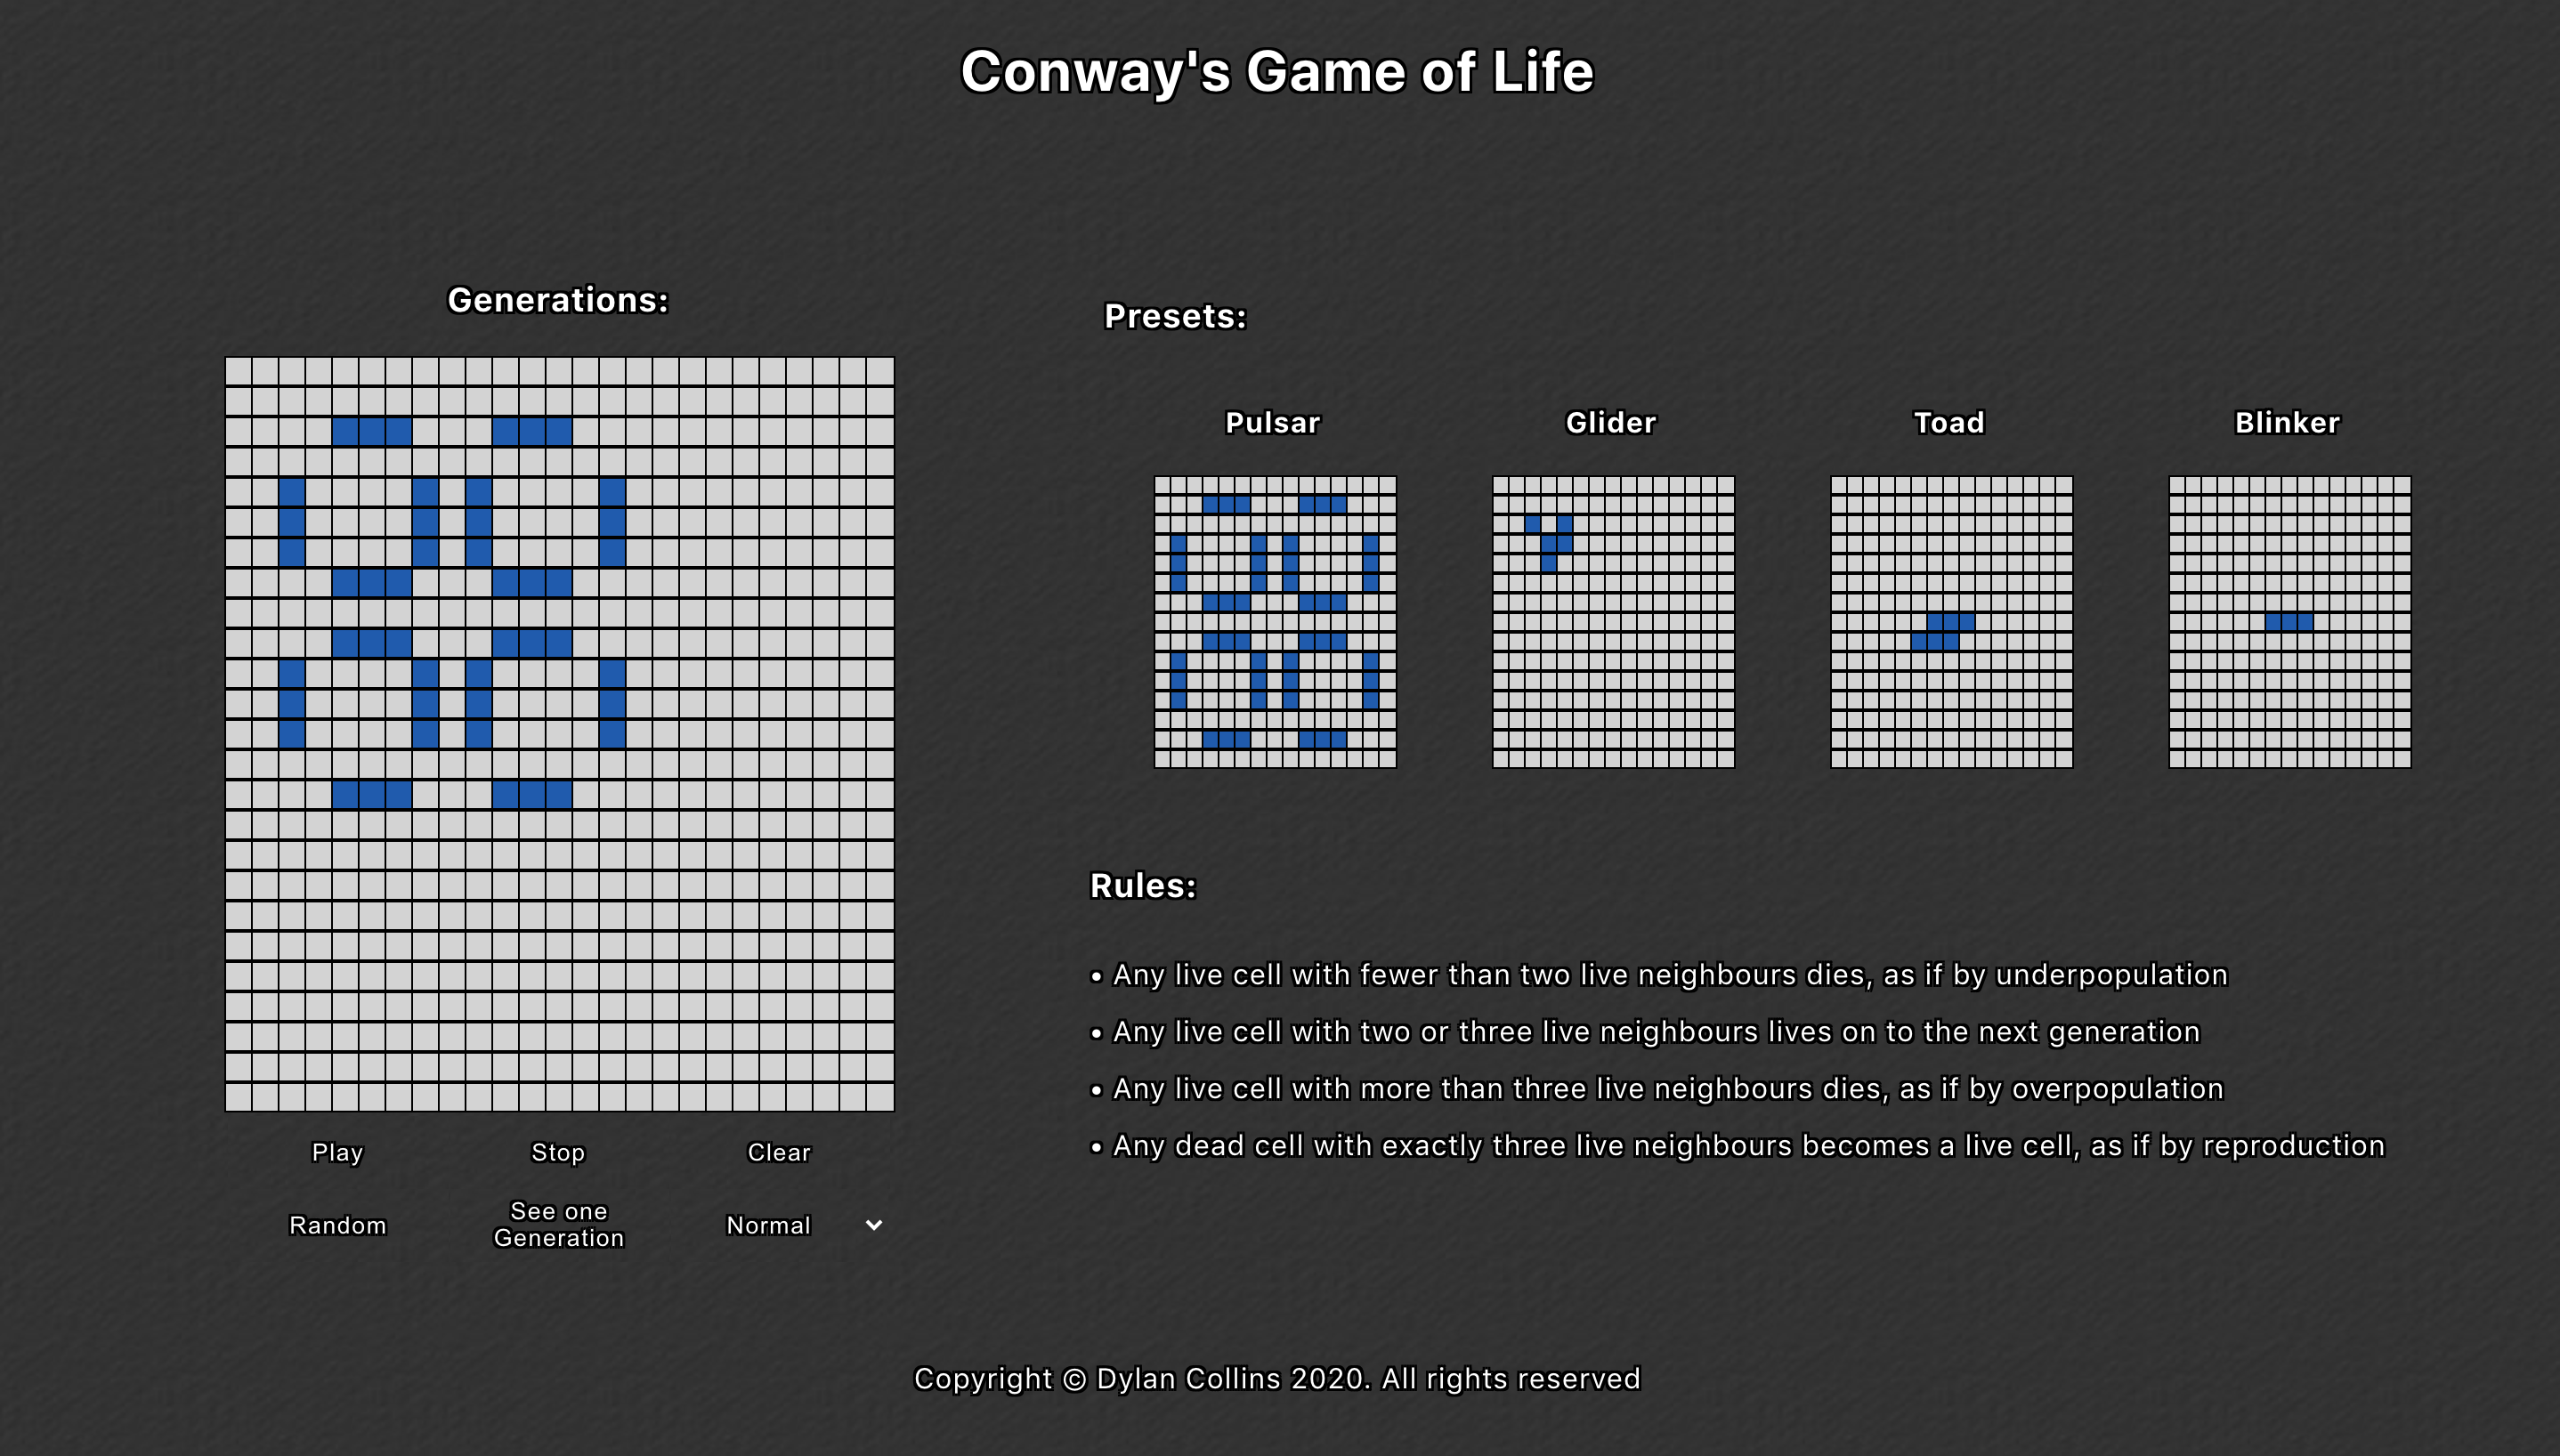 Conway's Game of Life
Generations:
Play
Stop
Clear
Random
See one
Generation
Normal
Presets:
Pulsar
Glider
Toad
Blinker
Rules:
• Any live cell with fewer than two live neighbours dies, as if by underpopulation
• Any live cell with two or three live neighbours lives on to the next generation
• Any live cell with more than three live neighbours dies, as if by overpopulation
• Any dead cell with exactly three live neighbours becomes a live cell, as if by reproduction
Copyright © Dylan Collins 2020. All rights reserved